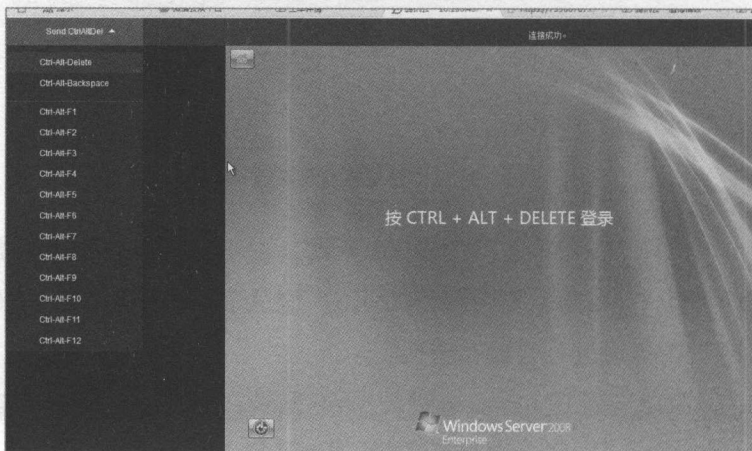 Send CtrlAltDel
连接成功。
Ctrl-Alt-Delete
Ctrl-Alt-Backspace
Ctrl-Alt-F1
Ctrl-Alt-F2
Ctrl-Alt-F3
Ctrl-Alt-F4
Ctrl-Alt-F5
Ctrl-Alt-F6
Ctrl-Alt-F7
Ctrl-Alt-F8
Ctrl-Alt-F9
Ctrl-Alt-F10
Ctrl-Alt-F11
Ctrl-Alt-F12
按 CTRL + ALT + DELETE 登录
Windows Server 2008
Enterprise